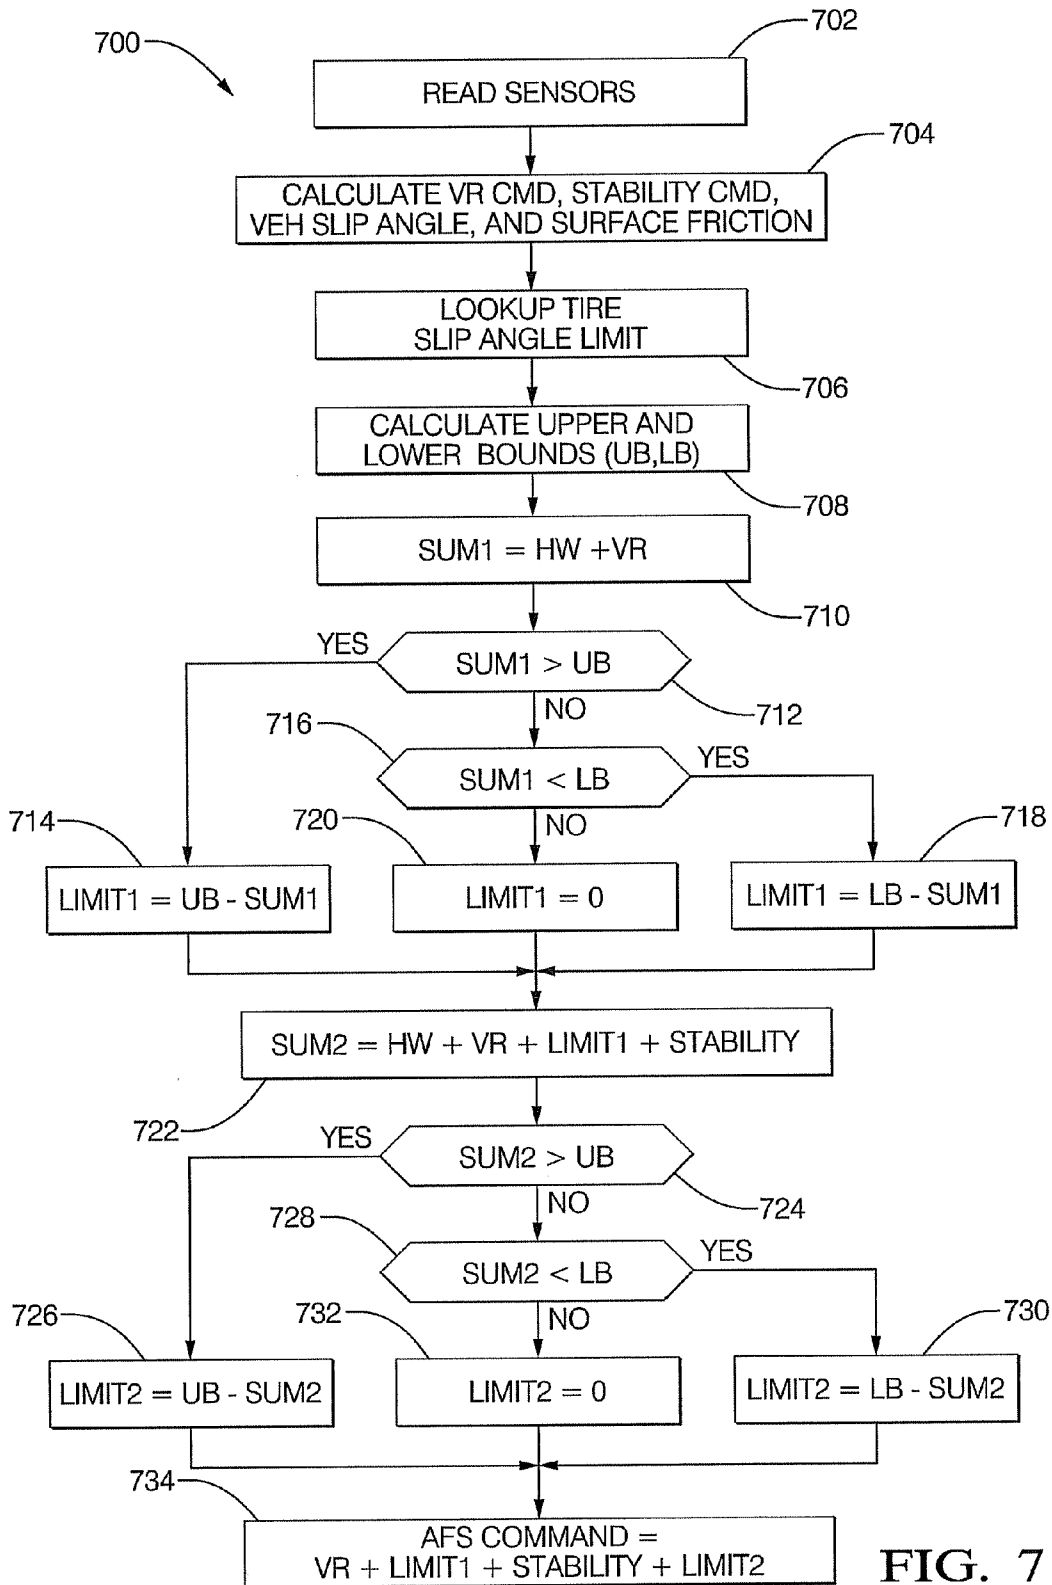 700
702
READ SENSORS
704
CALCULATE VR CMD, STABILITY CMD,
VEH SLIP ANGLE, AND SURFACE FRICTION
LOOKUP TIRE
SLIP ANGLE LIMIT
706
CALCULATE UPPER AND
LOWER BOUNDS (UB,LB)
708
SUM1 = HW +VR
710
YES
SUM1 > UB
712
NO
716
SUM1 < LB
YES
714
720
NO
718
LIMIT1 = UB - SUM1
LIMIT1 = 0
LIMIT1 = LB - SUM1
SUM2 = HW + VR + LIMIT1 + STABILITY
722
YES
SUM2 > UB
724
NO
728
SUM2 < LB
YES
726
732
NO
730
LIMIT2 = UB - SUM2
LIMIT2 = 0
LIMIT2 = LB - SUM2
734
AFS COMMAND =
VR + LIMIT1 + STABILITY + LIMIT2
FIG. 7